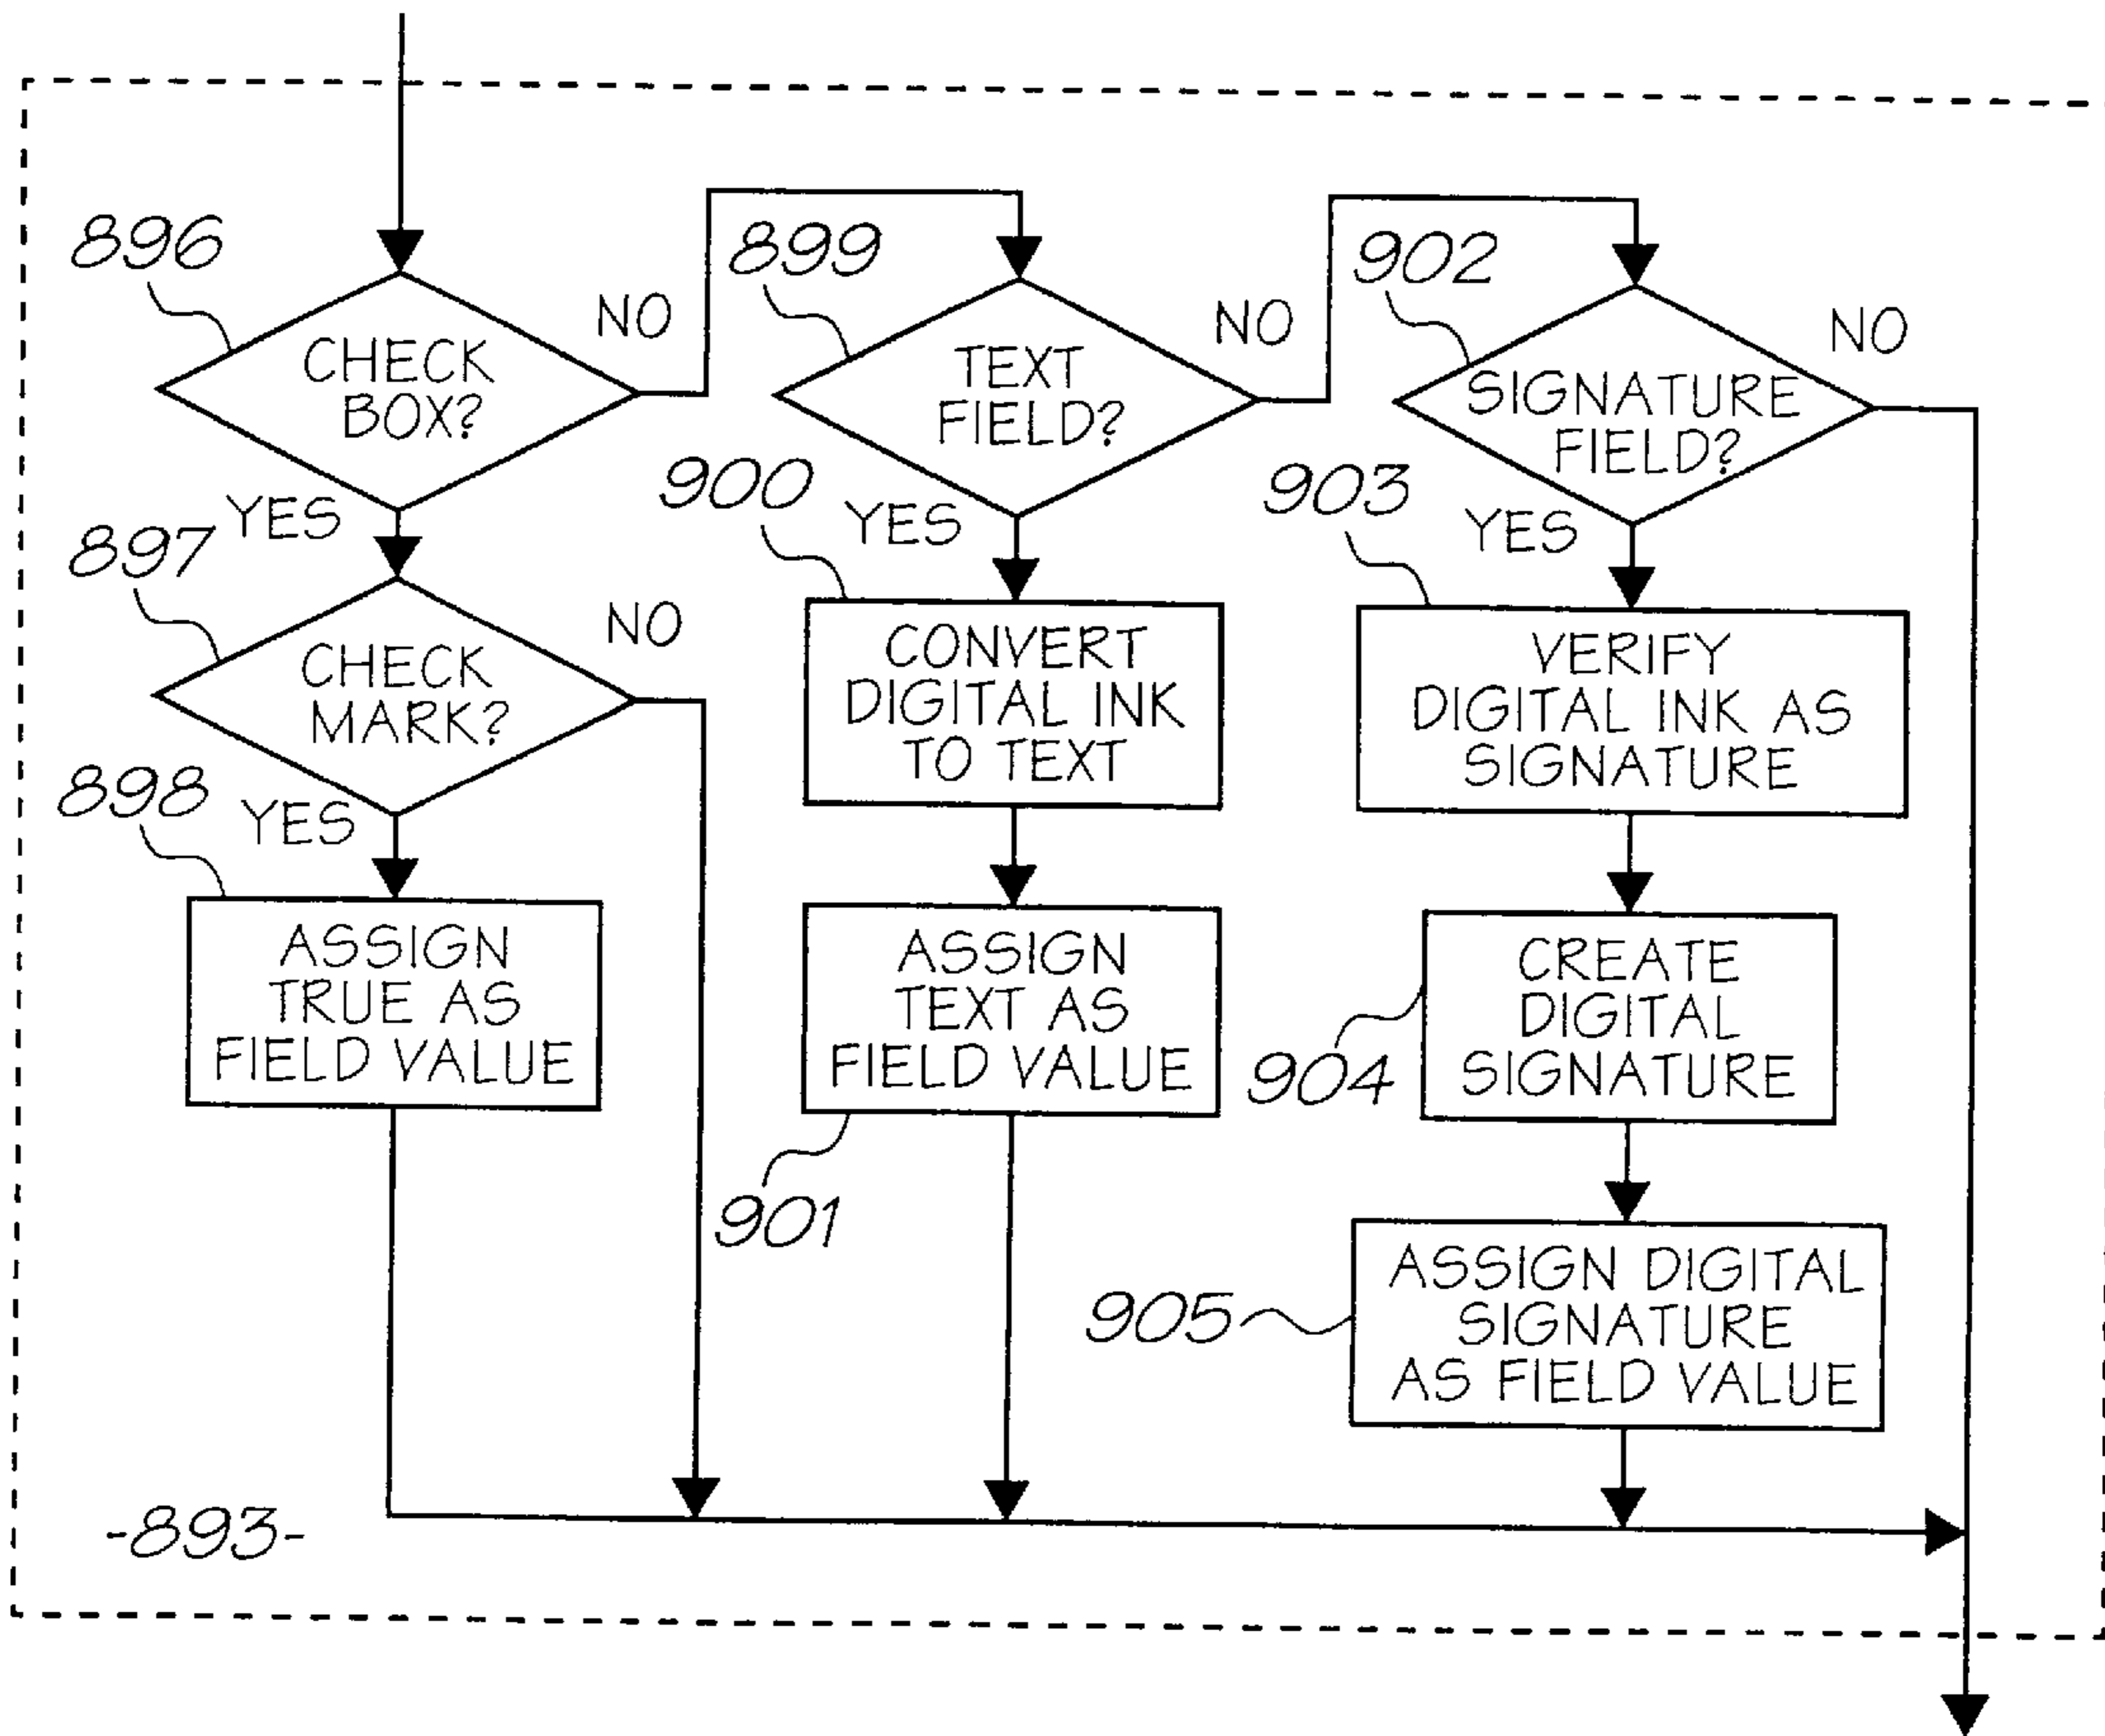 896
CHECK
BOX?
NO
YES
897
CHECK
MARK?
NO
898
YES
ASSIGN
TRUE AS
FIELD VALUE
899
TEXT
FIELD?
NO
900
YES
CONVERT
DIGITAL INK
TO TEXT
ASSIGN
TEXT AS
FIELD VALUE
901
902
SIGNATURE
FIELD?
NO
903
YES
VERIFY
DIGITAL INK AS
SIGNATURE
CREATE
DIGITAL
SIGNATURE
904
ASSIGN DIGITAL
SIGNATURE
AS FIELD VALUE
905
-893-